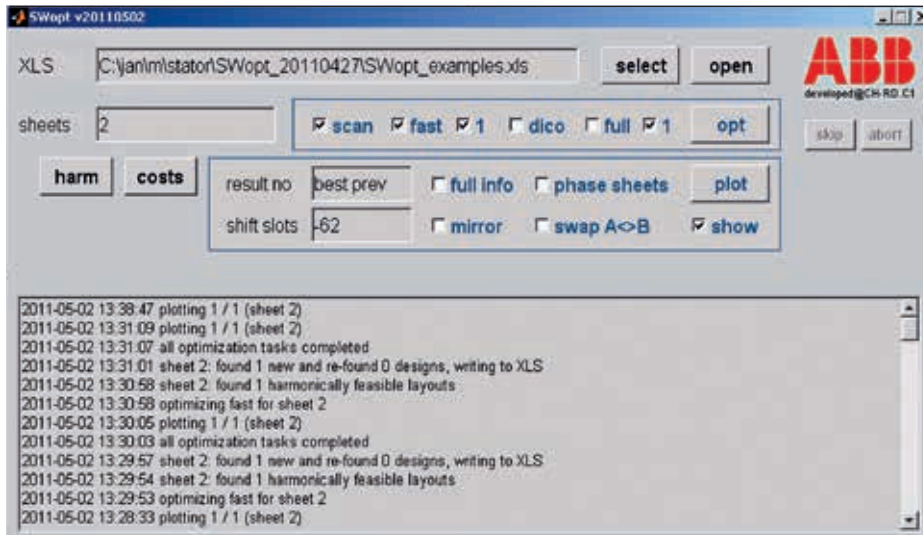 SWopt v20110502
XLS C:\jan\m\stator\SWopt_20110427\SWopt_examples.xls select open
ABB
developed@CH-RD.C1
sheets 2 scan fast 1 dico full 1 opt skip abort
harm costs result no best prev full info phase sheets plot
shift slots -62 mirror swap A<>B show
2011-05-02 13:38:47 plotting 1 / 1 (sheet 2)
2011-05-02 13:31:09 plotting 1 / 1 (sheet 2)
2011-05-02 13:31:07 all optimization tasks completed
2011-05-02 13:31:01 sheet 2: found 1 new and re-found 0 designs, writing to XLS
2011-05-02 13:30:58 sheet 2: found 1 harmonically feasible layouts
2011-05-02 13:30:58 optimizing fast for sheet 2
2011-05-02 13:30:05 plotting 1 / 1 (sheet 2)
2011-05-02 13:30:03 all optimization tasks completed
2011-05-02 13:29:57 sheet 2: found 1 new and re-found 0 designs, writing to XLS
2011-05-02 13:29:54 sheet 2: found 1 harmonically feasible layouts
2011-05-02 13:29:53 optimizing fast for sheet 2
2011-05-02 13:28:33 plotting 1 / 1 (sheet 2)